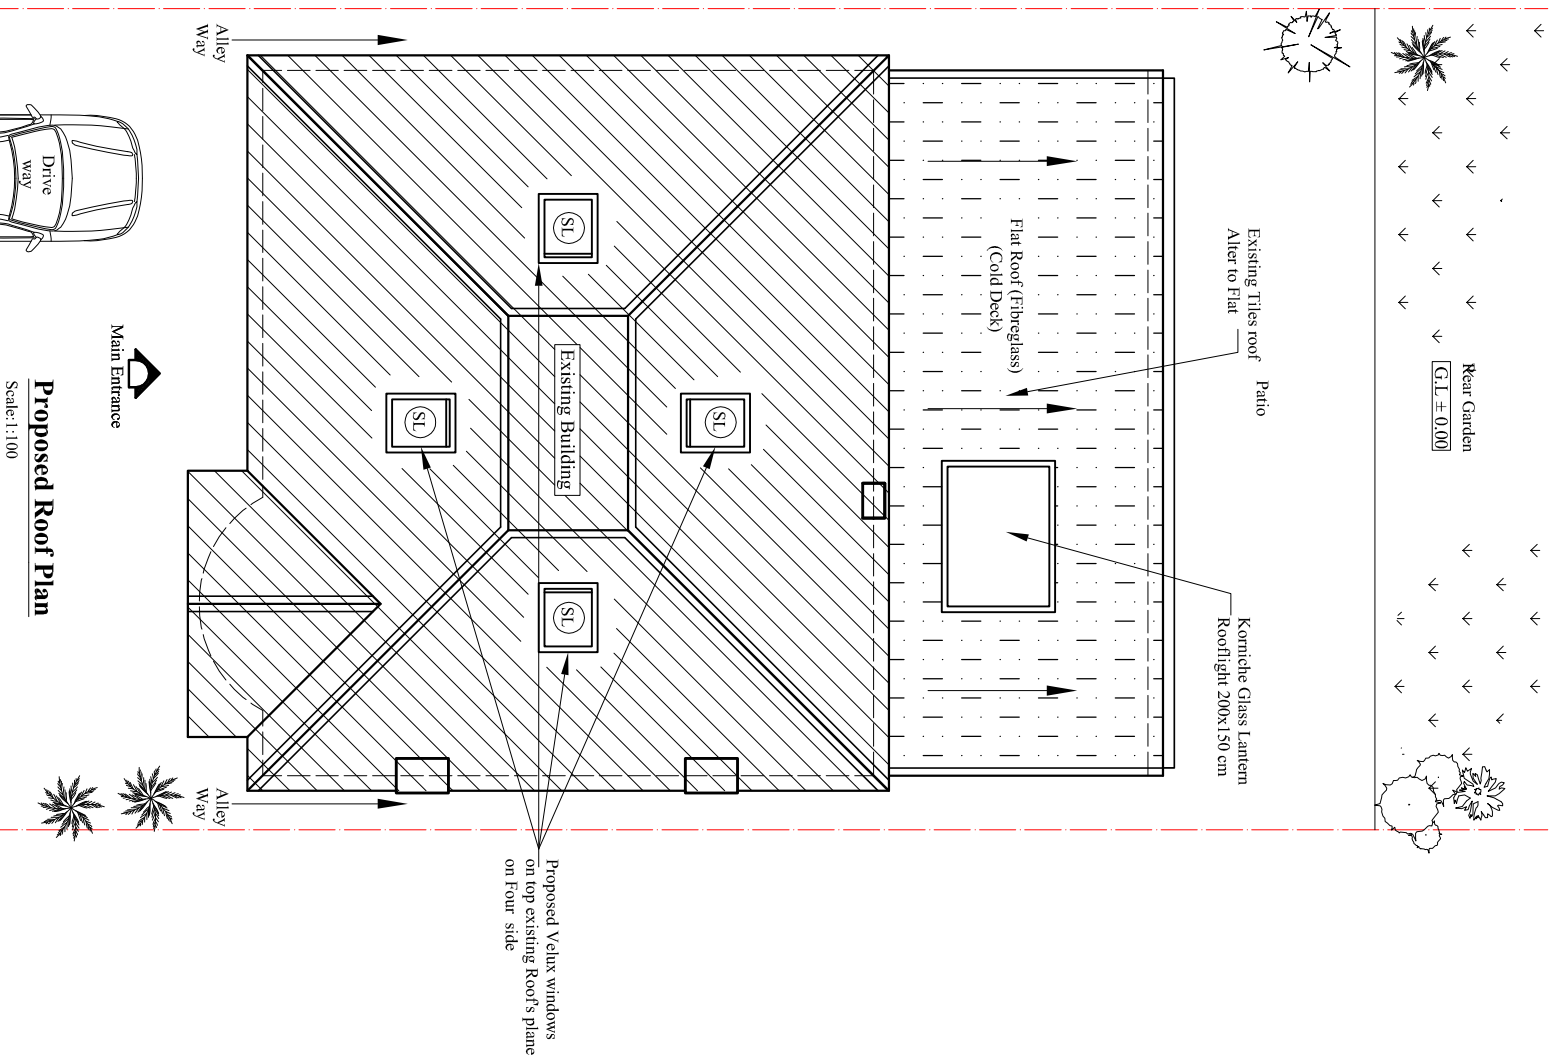 Rear Garden
G.L ± 0.00
Patio
Existing Tiles roof
Alter to Flat
Korniche Glass Lantern
Rooflight 200x150 cm
Flat Roof (Fibreglass)
(Cold Deck)
SL
SL
SL
SL
Existing Building
Proposed Velux windows
on top existing Roof's plane
on Four side
Alley
Way
Alley
Way
Main Entrance
Drive
way
Proposed Roof Plan
Scale:1:100